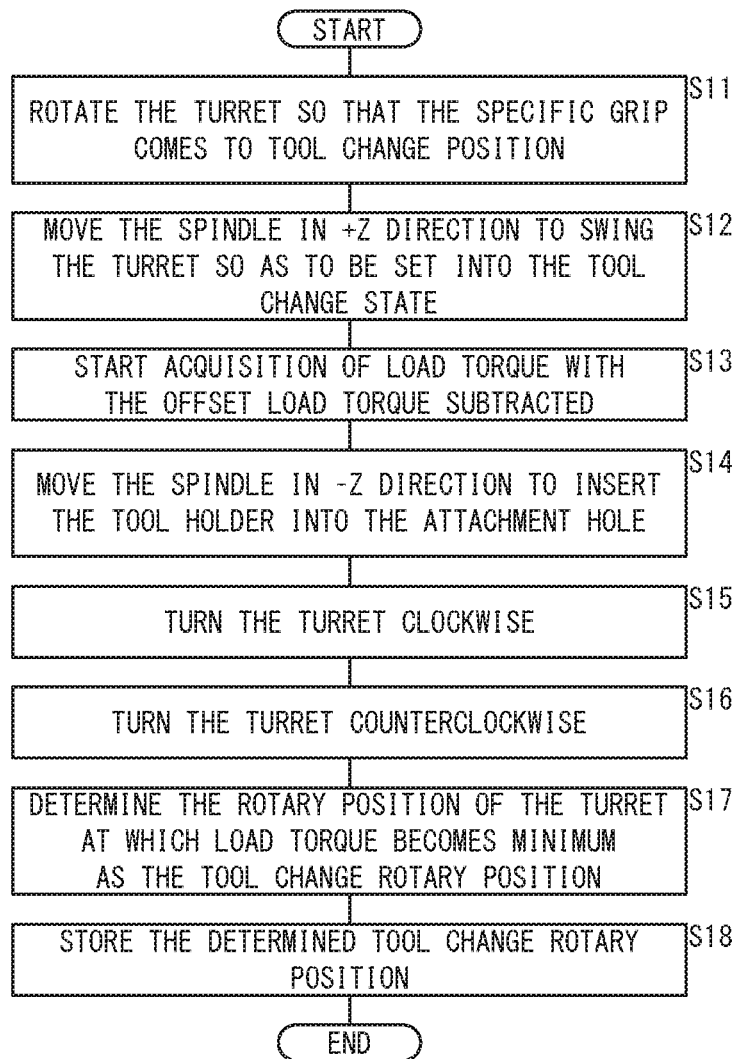 START
S11
ROTATE THE TURRET SO THAT THE SPECIFIC GRIP
COMES TO TOOL CHANGE POSITION
S12
MOVE THE SPINDLE IN +Z DIRECTION TO SWING
THE TURRET SO AS TO BE SET INTO THE TOOL
CHANGE STATE
S13
START ACQUISITION OF LOAD TORQUE WITH
THE OFFSET LOAD TORQUE SUBTRACTED
S14
MOVE THE SPINDLE IN -Z DIRECTION TO INSERT
THE TOOL HOLDER INTO THE ATTACHMENT HOLE
S15
TURN THE TURRET CLOCKWISE
S16
TURN THE TURRET COUNTERCLOCKWISE
S17
DETERMINE THE ROTARY POSITION OF THE TURRET
AT WHICH LOAD TORQUE BECOMES MINIMUM
AS THE TOOL CHANGE ROTARY POSITION
S18
STORE THE DETERMINED TOOL CHANGE ROTARY
POSITION
END